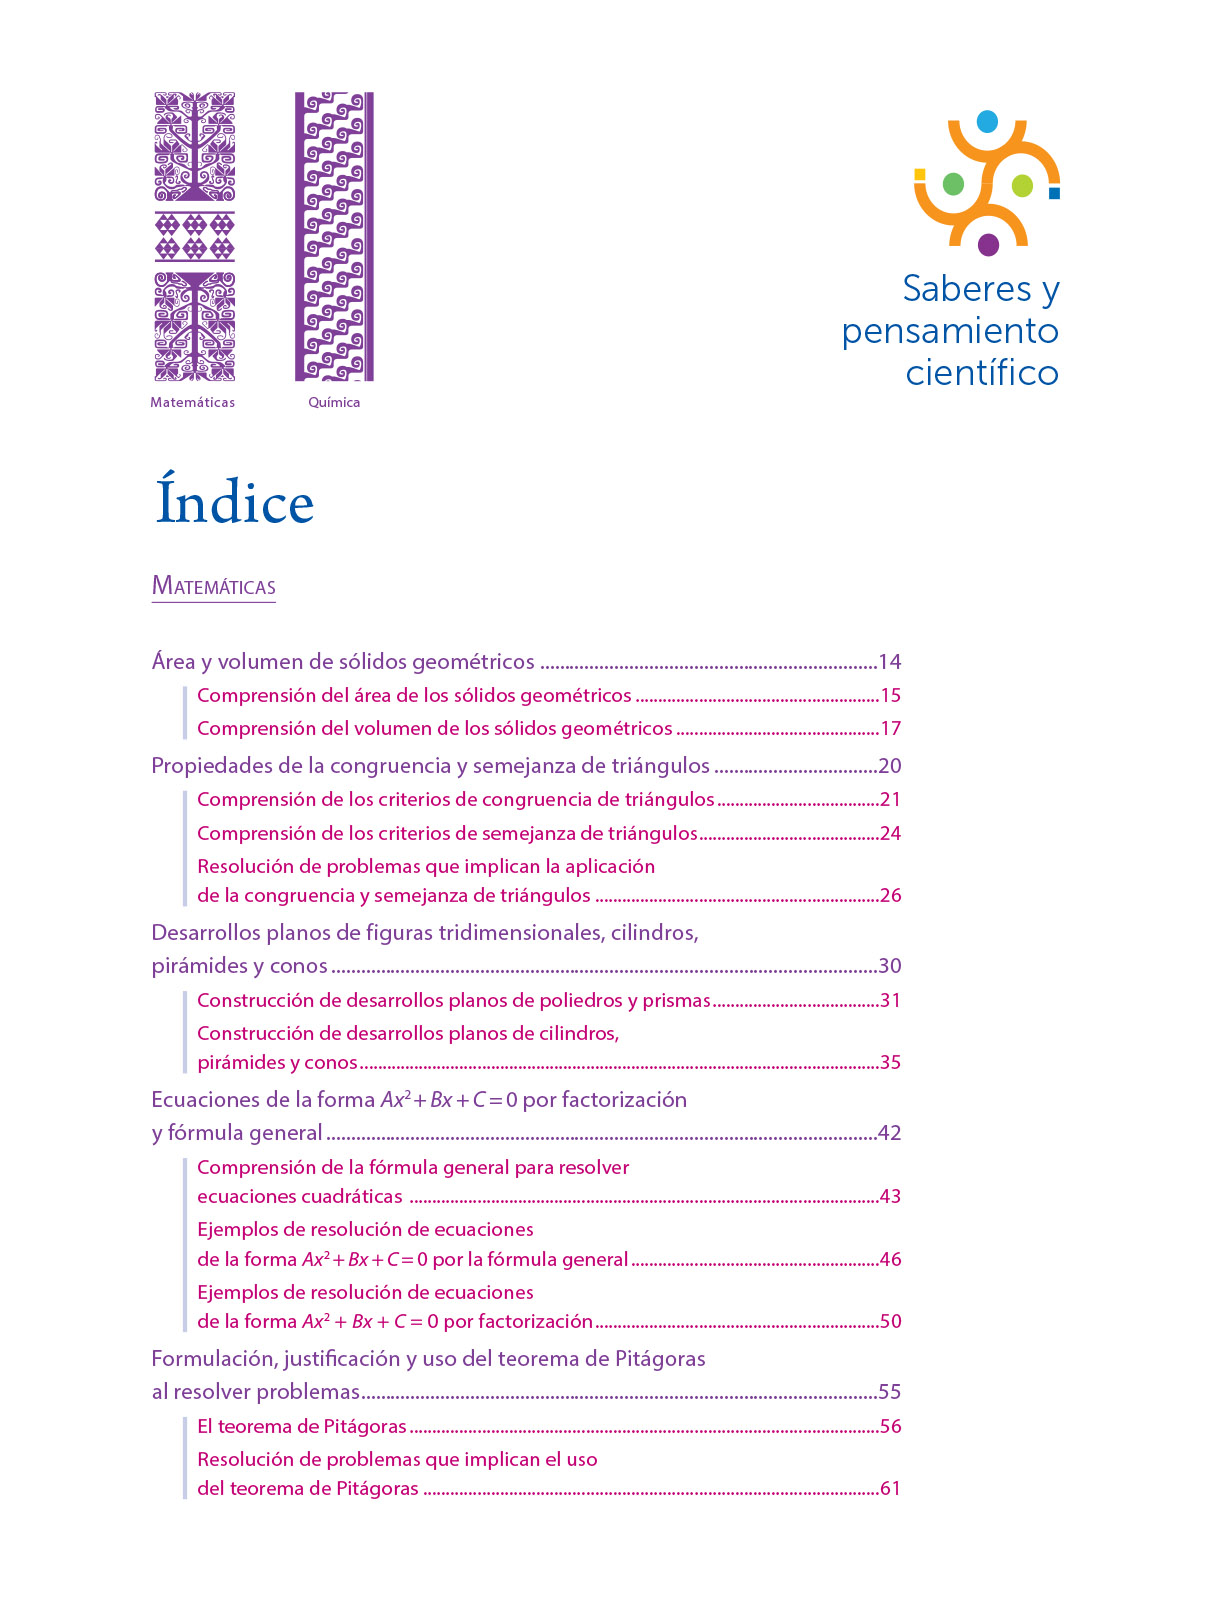 Matemáticas
Química
Saberes y
pensamiento
científico
Índice
Matemáticas
Área y volumen de sólidos geométricos ....................................................................14
Comprensión del área de los sólidos geométricos ......................................................15
Comprensión del volumen de los sólidos geométricos .............................................17
Propiedades de la congruencia y semejanza de triángulos .................................20
Comprensión de los criterios de congruencia de triángulos....................................21
Comprensión de los criterios de semejanza de triángulos........................................24
Resolución de problemas que implican la aplicación
de la congruencia y semejanza de triángulos ...............................................................26
Desarrollos planos de figuras tridimensionales, cilindros,
pirámides y conos ..............................................................................................................30
Construcción de desarrollos planos de poliedros y prismas.....................................31
Construcción de desarrollos planos de cilindros,
pirámides y conos...................................................................................................................35
Ecuaciones de la forma Ax² + Bx + C = 0 por factorización
y fórmula general ...............................................................................................................42
Comprensión de la fórmula general para resolver
ecuaciones cuadráticas ........................................................................................................43
Ejemplos de resolución de ecuaciones
de la forma Ax² + Bx + C = 0 por la fórmula general .......................................................46
Ejemplos de resolución de ecuaciones
de la forma Ax² + Bx + C = 0 por factorización...............................................................50
Formulación, justificación y uso del teorema de Pitágoras
al resolver problemas........................................................................................................55
El teorema de Pitágoras ........................................................................................................56
Resolución de problemas que implican el uso
del teorema de Pitágoras .....................................................................................................61